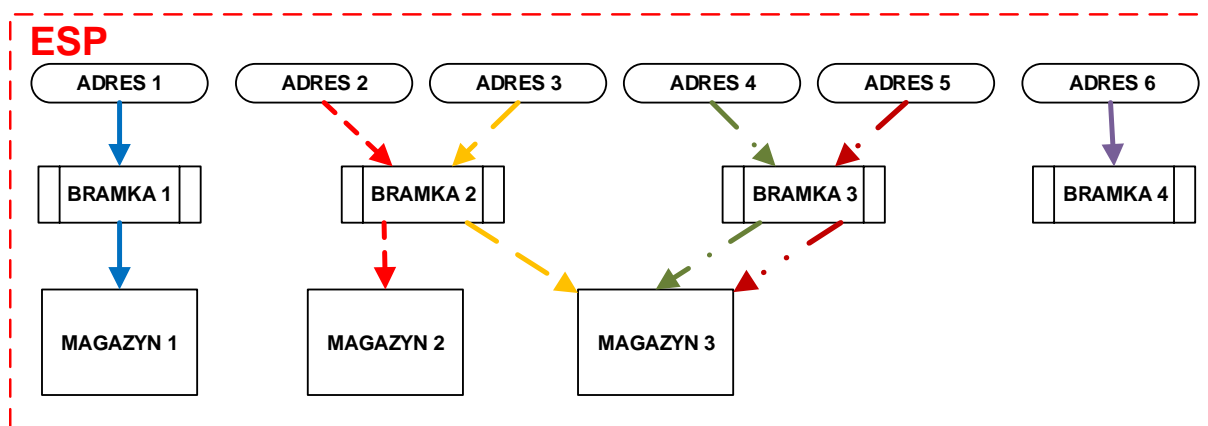 ESP
ADRES 1
ADRES 2
ADRES 3
ADRES 4
ADRES 5
ADRES 6
BRAMKA 1
BRAMKA 2
BRAMKA 3
BRAMKA 4
MAGAZYN 1
MAGAZYN 2
MAGAZYN 3